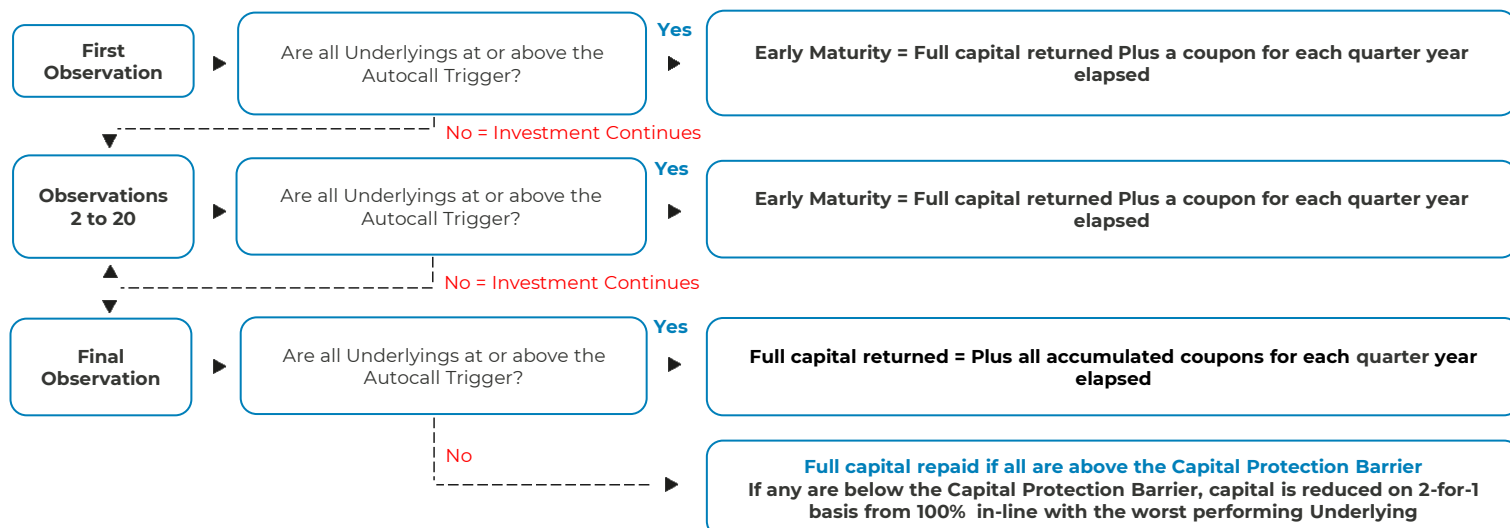 First
Observation
Are all Underlyings at or above the
Autocall Trigger?
Yes
Early Maturity = Full capital returned Plus a coupon for each quarter year
elapsed
No = Investment Continues
Observations
2 to 20
Are all Underlyings at or above the
Autocall Trigger?
Yes
Early Maturity = Full capital returned Plus a coupon for each quarter year
elapsed
No = Investment Continues
Final
Observation
Are all Underlyings at or above the
Autocall Trigger?
Yes
Full capital returned = Plus all accumulated coupons for each quarter year
elapsed
No
Full capital repaid if all are above the Capital Protection Barrier
If any are below the Capital Protection Barrier, capital is reduced on 2-for-1
basis from 100% in-line with the worst performing Underlying